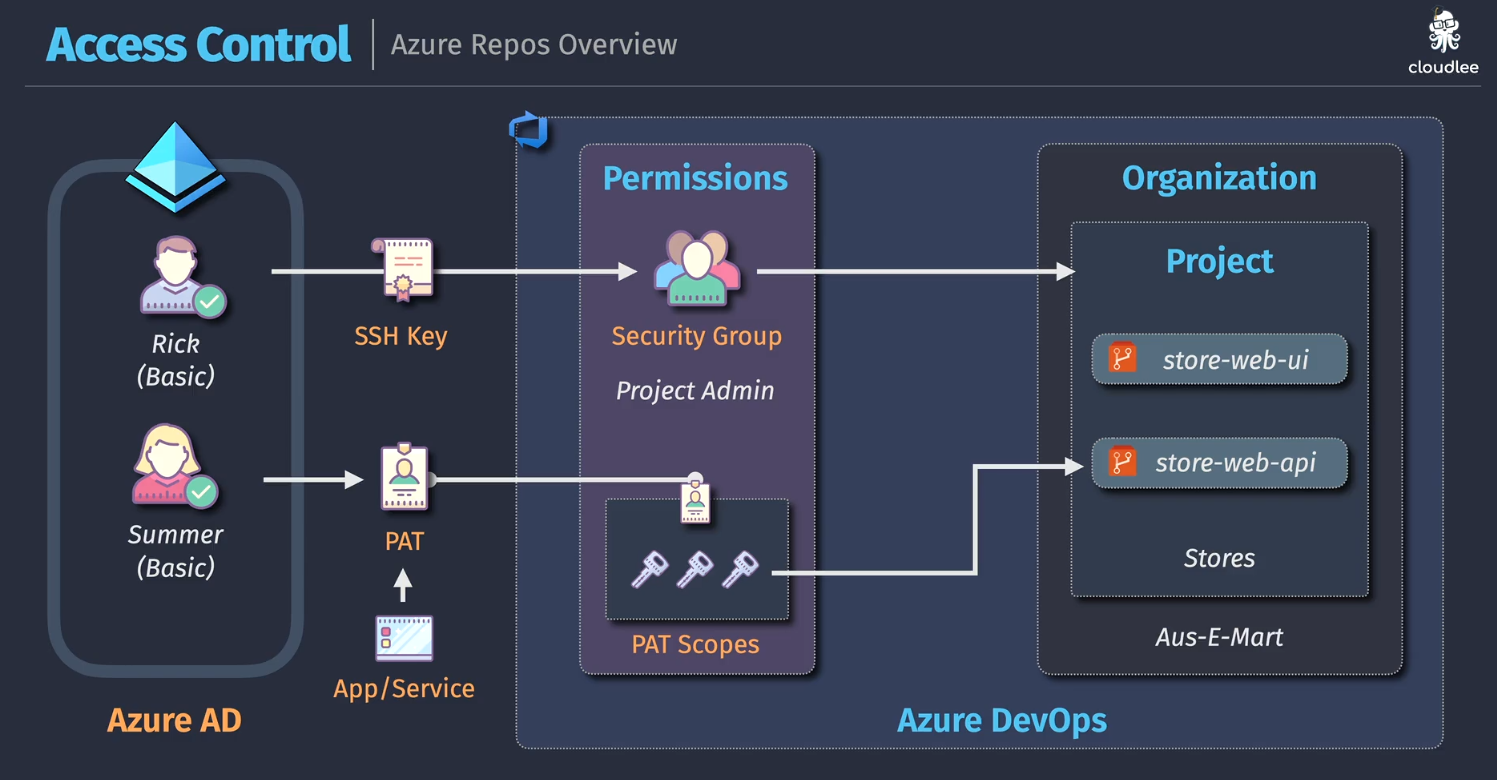 Access Control
Azure Repos Overview
cloudlee
Permissions
Organization
Project
Rick
(Basic)
SSH Key
Security Group
Project Admin
store-web-ui
store-web-api
Summer
(Basic)
PAT
Stores
PAT Scopes
Aus-E-Mart
App/Service
Azure AD
Azure DevOps